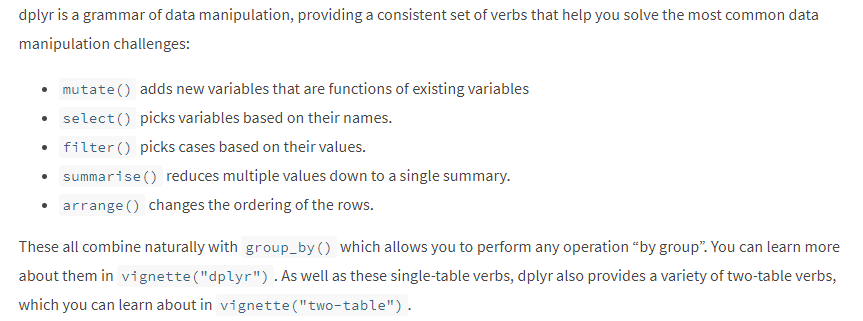 dplyr is a grammar of data manipulation, providing a consistent set of verbs that help you solve the most common data
manipulation challenges:
• mutate() adds new variables that are functions of existing variables
• select() picks variables based on their names.
• filter() picks cases based on their values.
• summarise() reduces multiple values down to a single summary.
• arrange() changes the ordering of the rows.
These all combine naturally with group_by() which allows you to perform any operation “by group”. You can learn more
about them in vignette("dplyr") . As well as these single-table verbs, dplyr also provides a variety of two-table verbs,
which you can learn about in vignette("two-table") .